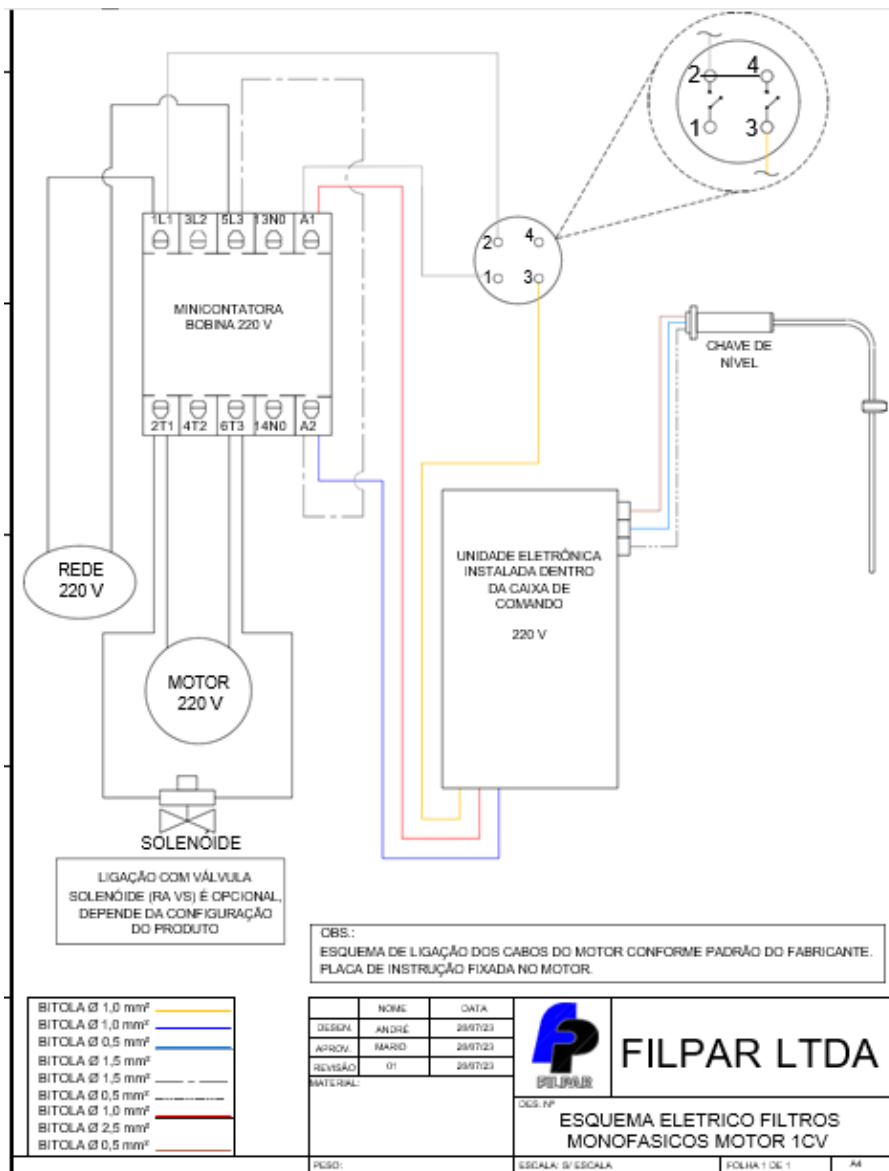 2 4
1 3
1L1 3L2 5L3 13N0 A1
2 4
1 3
MINICONTATORA
BOBINA 220 V
CHAVE DE
NÍVEL
2T1 4T2 6T3 14N0 A2
REDE
220 V
UNIDADE ELETRÔNICA
INSTALADA DENTRO
DA CAIXA DE
COMANDO
220 V
MOTOR
220 V
SOLENÓIDE
LIGAÇÃO COM VÁLVULA
SOLENÓIDE (RA VS) É OPCIONAL,
DEPENDE DA CONFIGURAÇÃO
DO PRODUTO
OBS.:
ESQUEMA DE LIGAÇÃO DOS CABOS DO MOTOR CONFORME PADRÃO DO FABRICANTE.
PLACA DE INSTRUÇÃO FIXADA NO MOTOR.
BITOLA Ø 1,0 mm²
BITOLA Ø 1,0 mm²
BITOLA Ø 0,5 mm²
BITOLA Ø 1,5 mm²
BITOLA Ø 1,5 mm²
BITOLA Ø 0,5 mm²
BITOLA Ø 1,0 mm²
BITOLA Ø 2,5 mm²
BITOLA Ø 0,5 mm²
NOME DATA
DESEN. ANDRÉ 28/07/23
APROV. MARIO 28/07/23
REVISÃO 01 28/07/23
MATERIAL:
PESO:
FILPAR
FILPAR LTDA
DES. Nº
ESQUEMA ELETRICO FILTROS
MONOFASICOS MOTOR 1CV
ESCALA: S/ ESCALA FOLHA 1 DE 1 A4